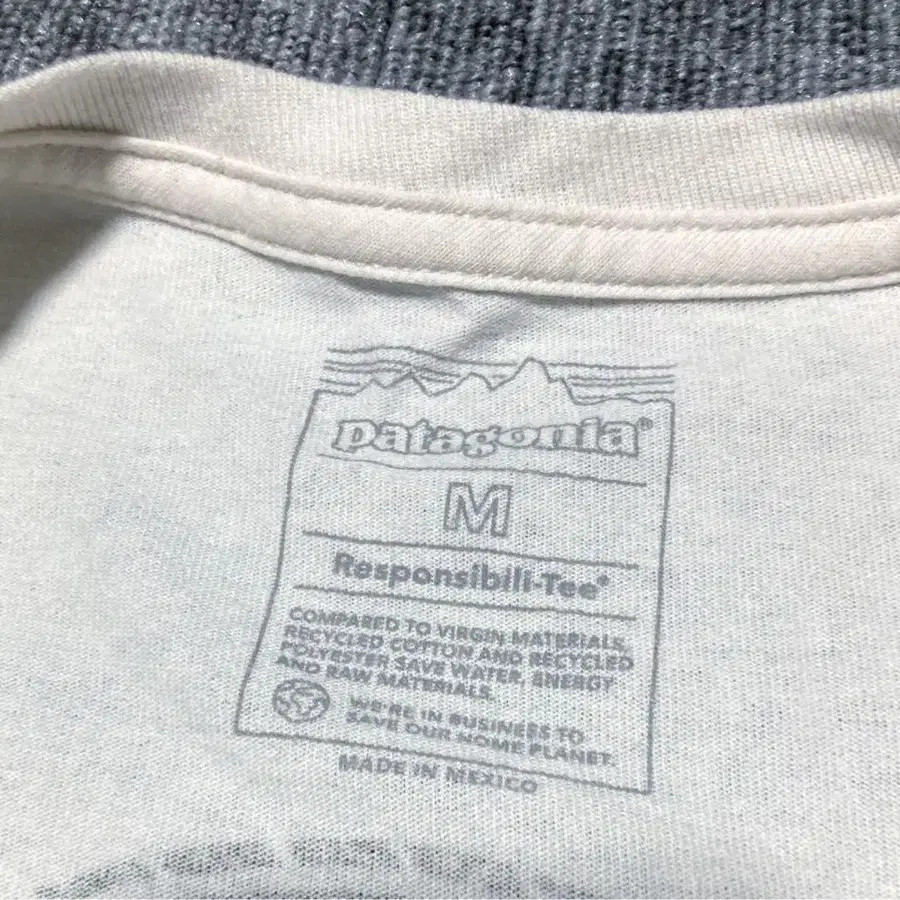 patagonia®
M
Responsibili-Tee®
COMPARED TO VIRGIN MATERIALS,
RECYCLED COTTON AND RECYCLED
POLYESTER SAVE WATER, ENERGY
AND RAW MATERIALS.
WE'RE IN BUSINESS TO
SAVE OUR HOME PLANET.
MADE IN MEXICO